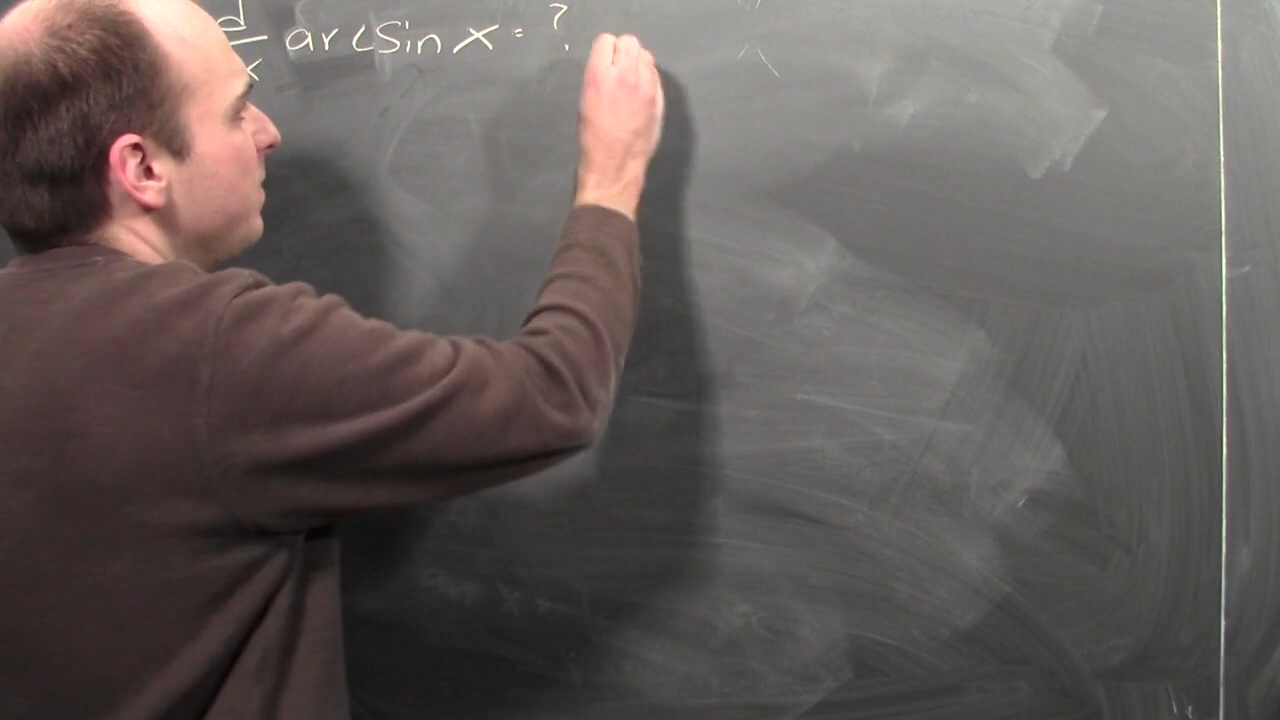 d/x arcsin x = ?